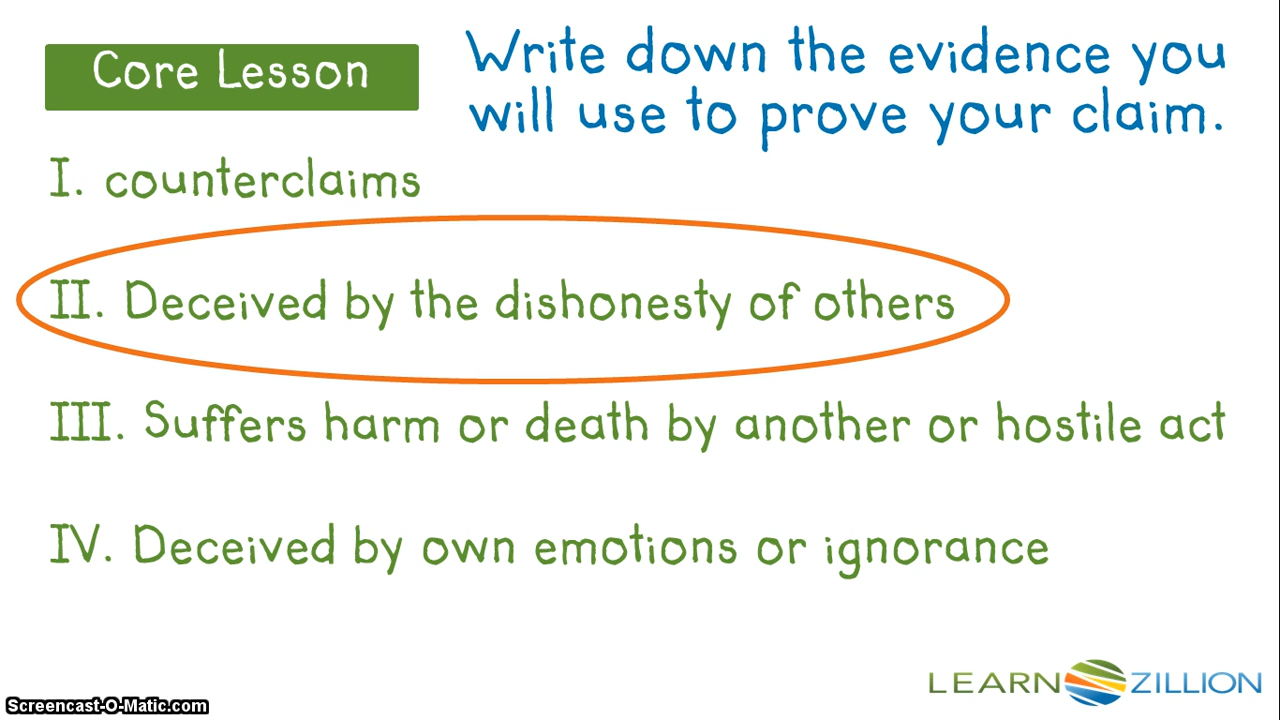 Core Lesson
Write down the evidence you
will use to prove your claim.
I. counterclaims
II. Deceived by the dishonesty of others
III. Suffers harm or death by another or hostile act
IV. Deceived by own emotions or ignorance
LEARN ZILLION
Screencast-O-Matic.com